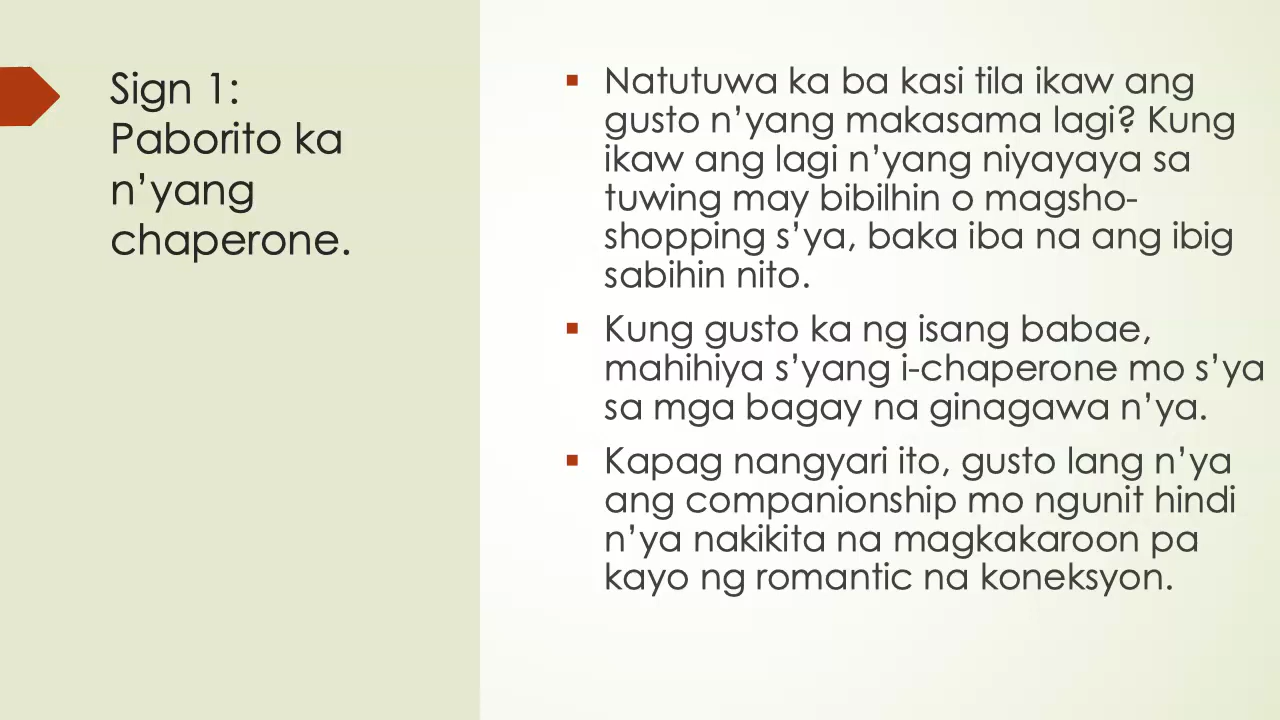 Sign 1:
Paborito ka
n’yang
chaperone.
▪ Natutuwa ka ba kasi tila ikaw ang
gusto n’yang makasama lagi? Kung
ikaw ang lagi n’yang niyayaya sa
tuwing may bibilhin o magsho-
shopping s’ya, baka iba na ang ibig
sabihin nito.
▪ Kung gusto ka ng isang babae,
mahihiya s’yang i-chaperone mo s’ya
sa mga bagay na ginagawa n’ya.
▪ Kapag nangyari ito, gusto lang n’ya
ang companionship mo ngunit hindi
n’ya nakikita na magkakaroon pa
kayo ng romantic na koneksyon.